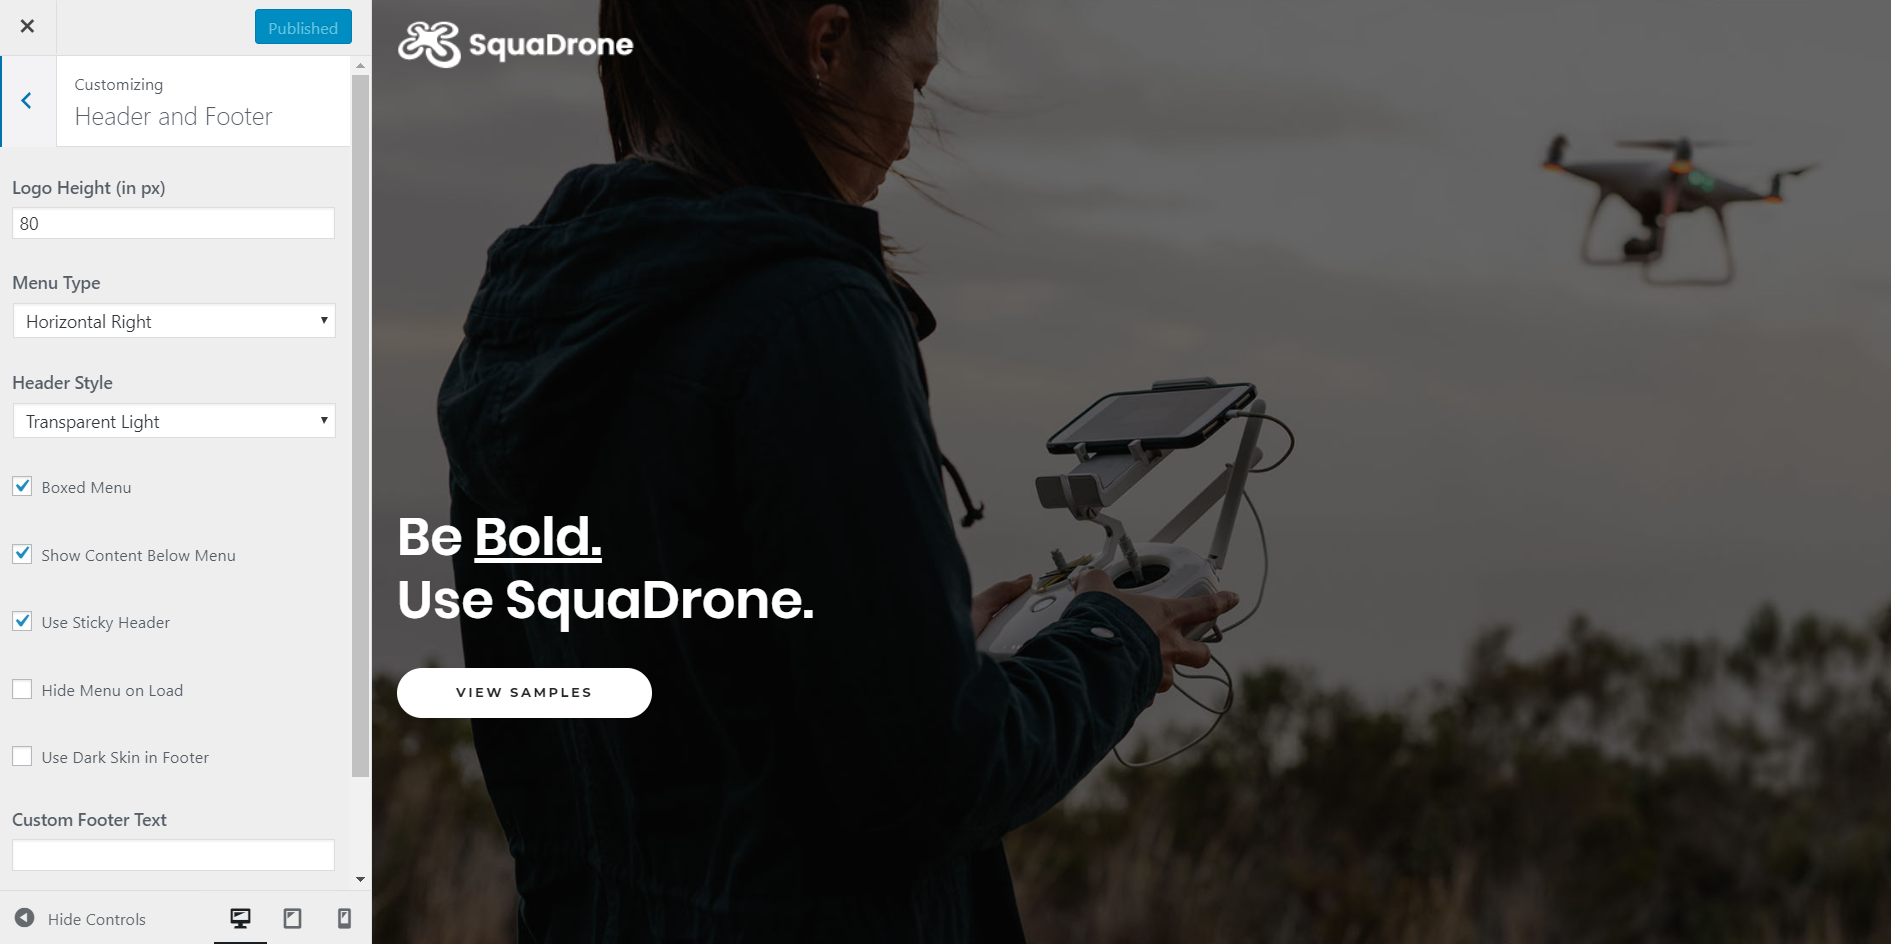 Published
Customizing
Header and Footer
Logo Height (in px)
80
Menu Type
Horizontal Right
Header Style
Transparent Light
Boxed Menu
Show Content Below Menu
Use Sticky Header
Hide Menu on Load
Use Dark Skin in Footer
Custom Footer Text
Hide Controls
SquaDrone
Be Bold.
Use SquaDrone.
VIEW SAMPLES